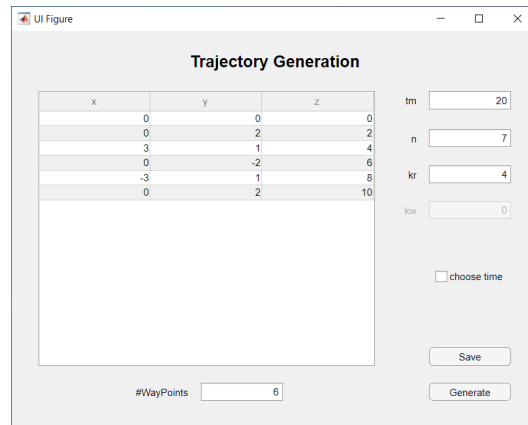 UI Figure
Trajectory Generation
x y z
0 0 0
0 2 2
3 1 4
0 -2 6
-3 1 8
0 2 10
tm 20
n 7
kr 4
kw 0
choose time
Save
#WayPoints 6
Generate